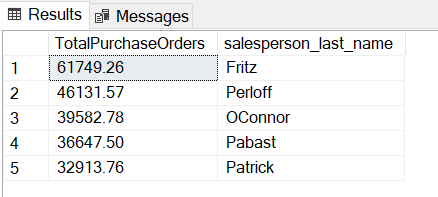 Results Messages
TotalPurchaseOrders salesperson_last_name
1 61749.26 Fritz
2 46131.57 Perloff
3 39582.78 OConnor
4 36647.50 Pabast
5 32913.76 Patrick